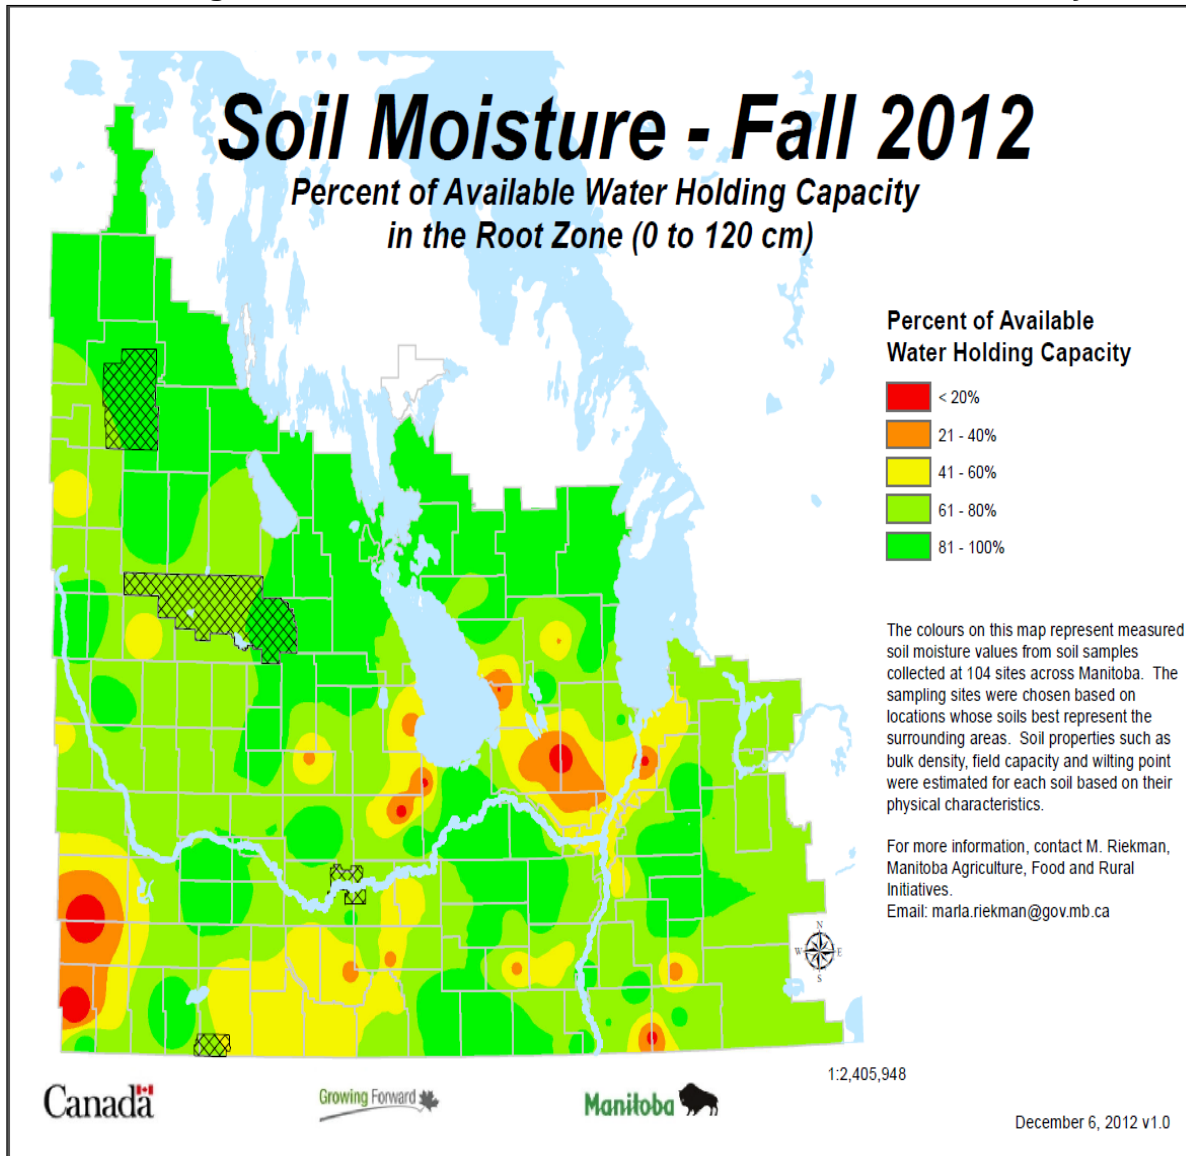 Soil Moisture - Fall 2012
Percent of Available Water Holding Capacity
in the Root Zone (0 to 120 cm)
Percent of Available
Water Holding Capacity
< 20%
21 - 40%
41 - 60%
61 - 80%
81 - 100%
The colours on this map represent measured
soil moisture values from soil samples
collected at 104 sites across Manitoba. The
sampling sites were chosen based on
locations whose soils best represent the
surrounding areas. Soil properties such as
bulk density, field capacity and wilting point
were estimated for each soil based on their
physical characteristics.
For more information, contact M. Riekman,
Manitoba Agriculture, Food and Rural
Initiatives.
Email: marla.riekman@gov.mb.ca
N
W E
S
1:2,405,948
Canada
Growing Forward
Manitoba
December 6, 2012 v1.0